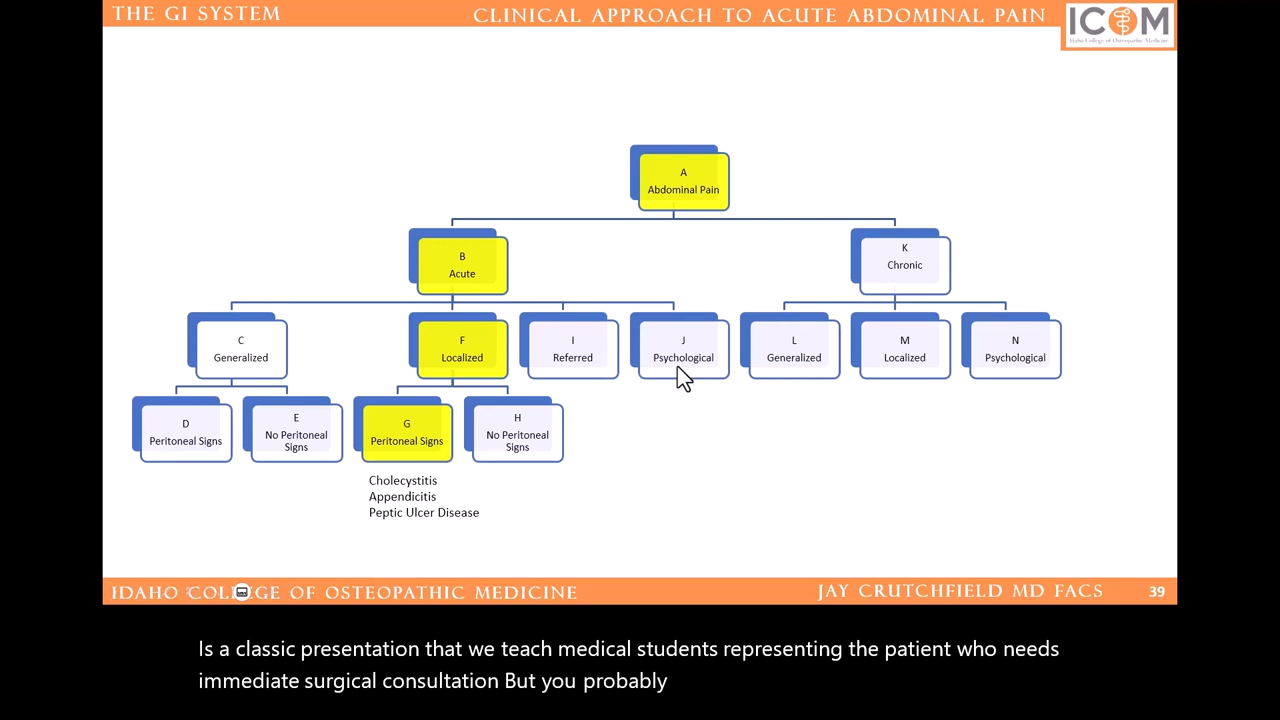 THE GI SYSTEM
CLINICAL APPROACH TO ACUTE ABDOMINAL PAIN
ICOM
Idaho College of Osteopathic Medicine
A
Abdominal Pain
B
Acute
K
Chronic
C
Generalized
F
Localized
I
Referred
J
Psychological
L
Generalized
M
Localized
N
Psychological
D
Peritoneal Signs
E
No Peritoneal
Signs
G
Peritoneal Signs
H
No Peritoneal
Signs
Cholecystitis
Appendicitis
Peptic Ulcer Disease
IDAHO COLLEGE OF OSTEOPATHIC MEDICINE
JAY CRUTCHFIELD MD FACS
39
Is a classic presentation that we teach medical students representing the patient who needs
immediate surgical consultation But you probably